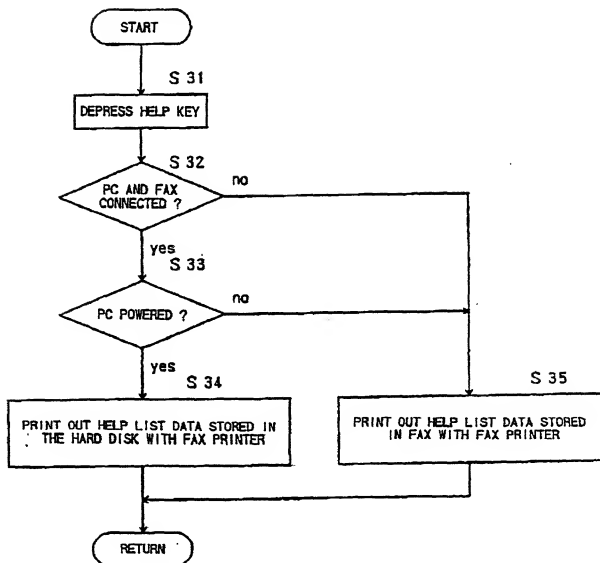 START
S 31
DEPRESS HELP KEY
S 32
PC AND FAX
CONNECTED ?
no
yes
S 33
PC POWERED ?
no
yes
S 34
PRINT OUT HELP LIST DATA STORED IN
THE HARD DISK WITH FAX PRINTER
S 35
PRINT OUT HELP LIST DATA STORED
IN FAX WITH FAX PRINTER
RETURN